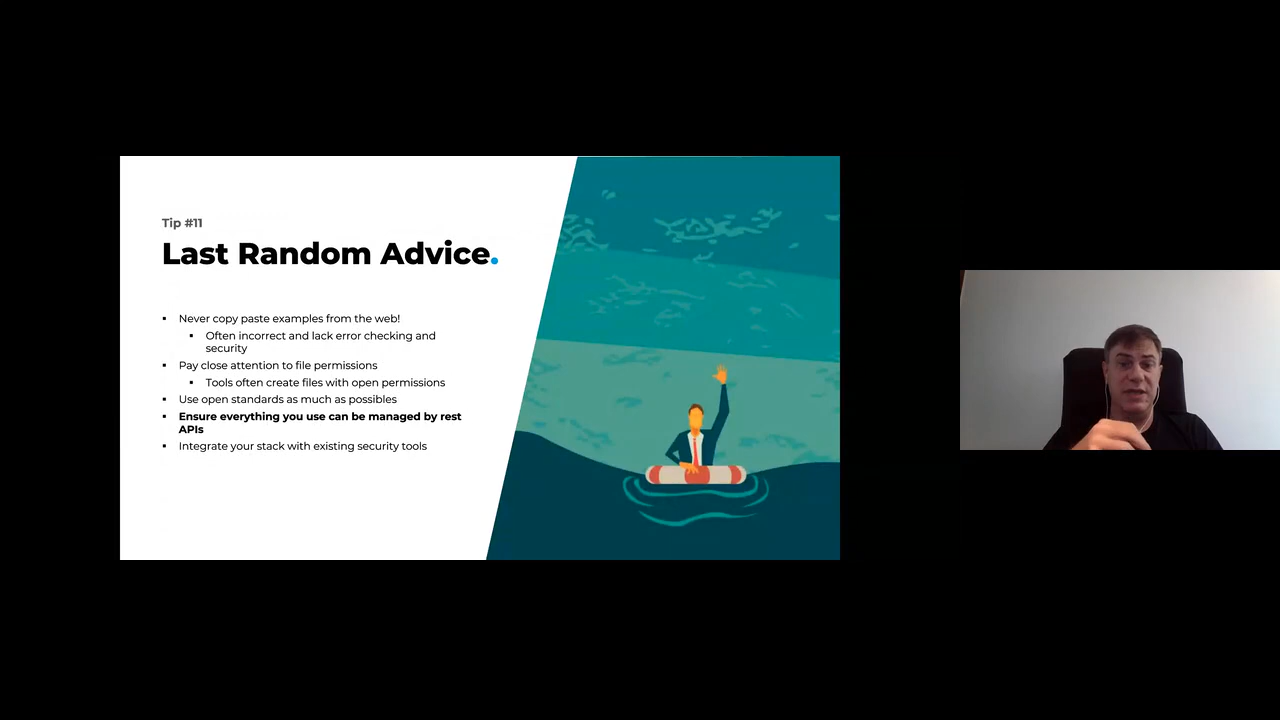 Tip #11
Last Random Advice.
▪ Never copy paste examples from the web!
▪ Often incorrect and lack error checking and
security
▪ Pay close attention to file permissions
▪ Tools often create files with open permissions
▪ Use open standards as much as possibles
▪ Ensure everything you use can be managed by rest
APIs
▪ Integrate your stack with existing security tools